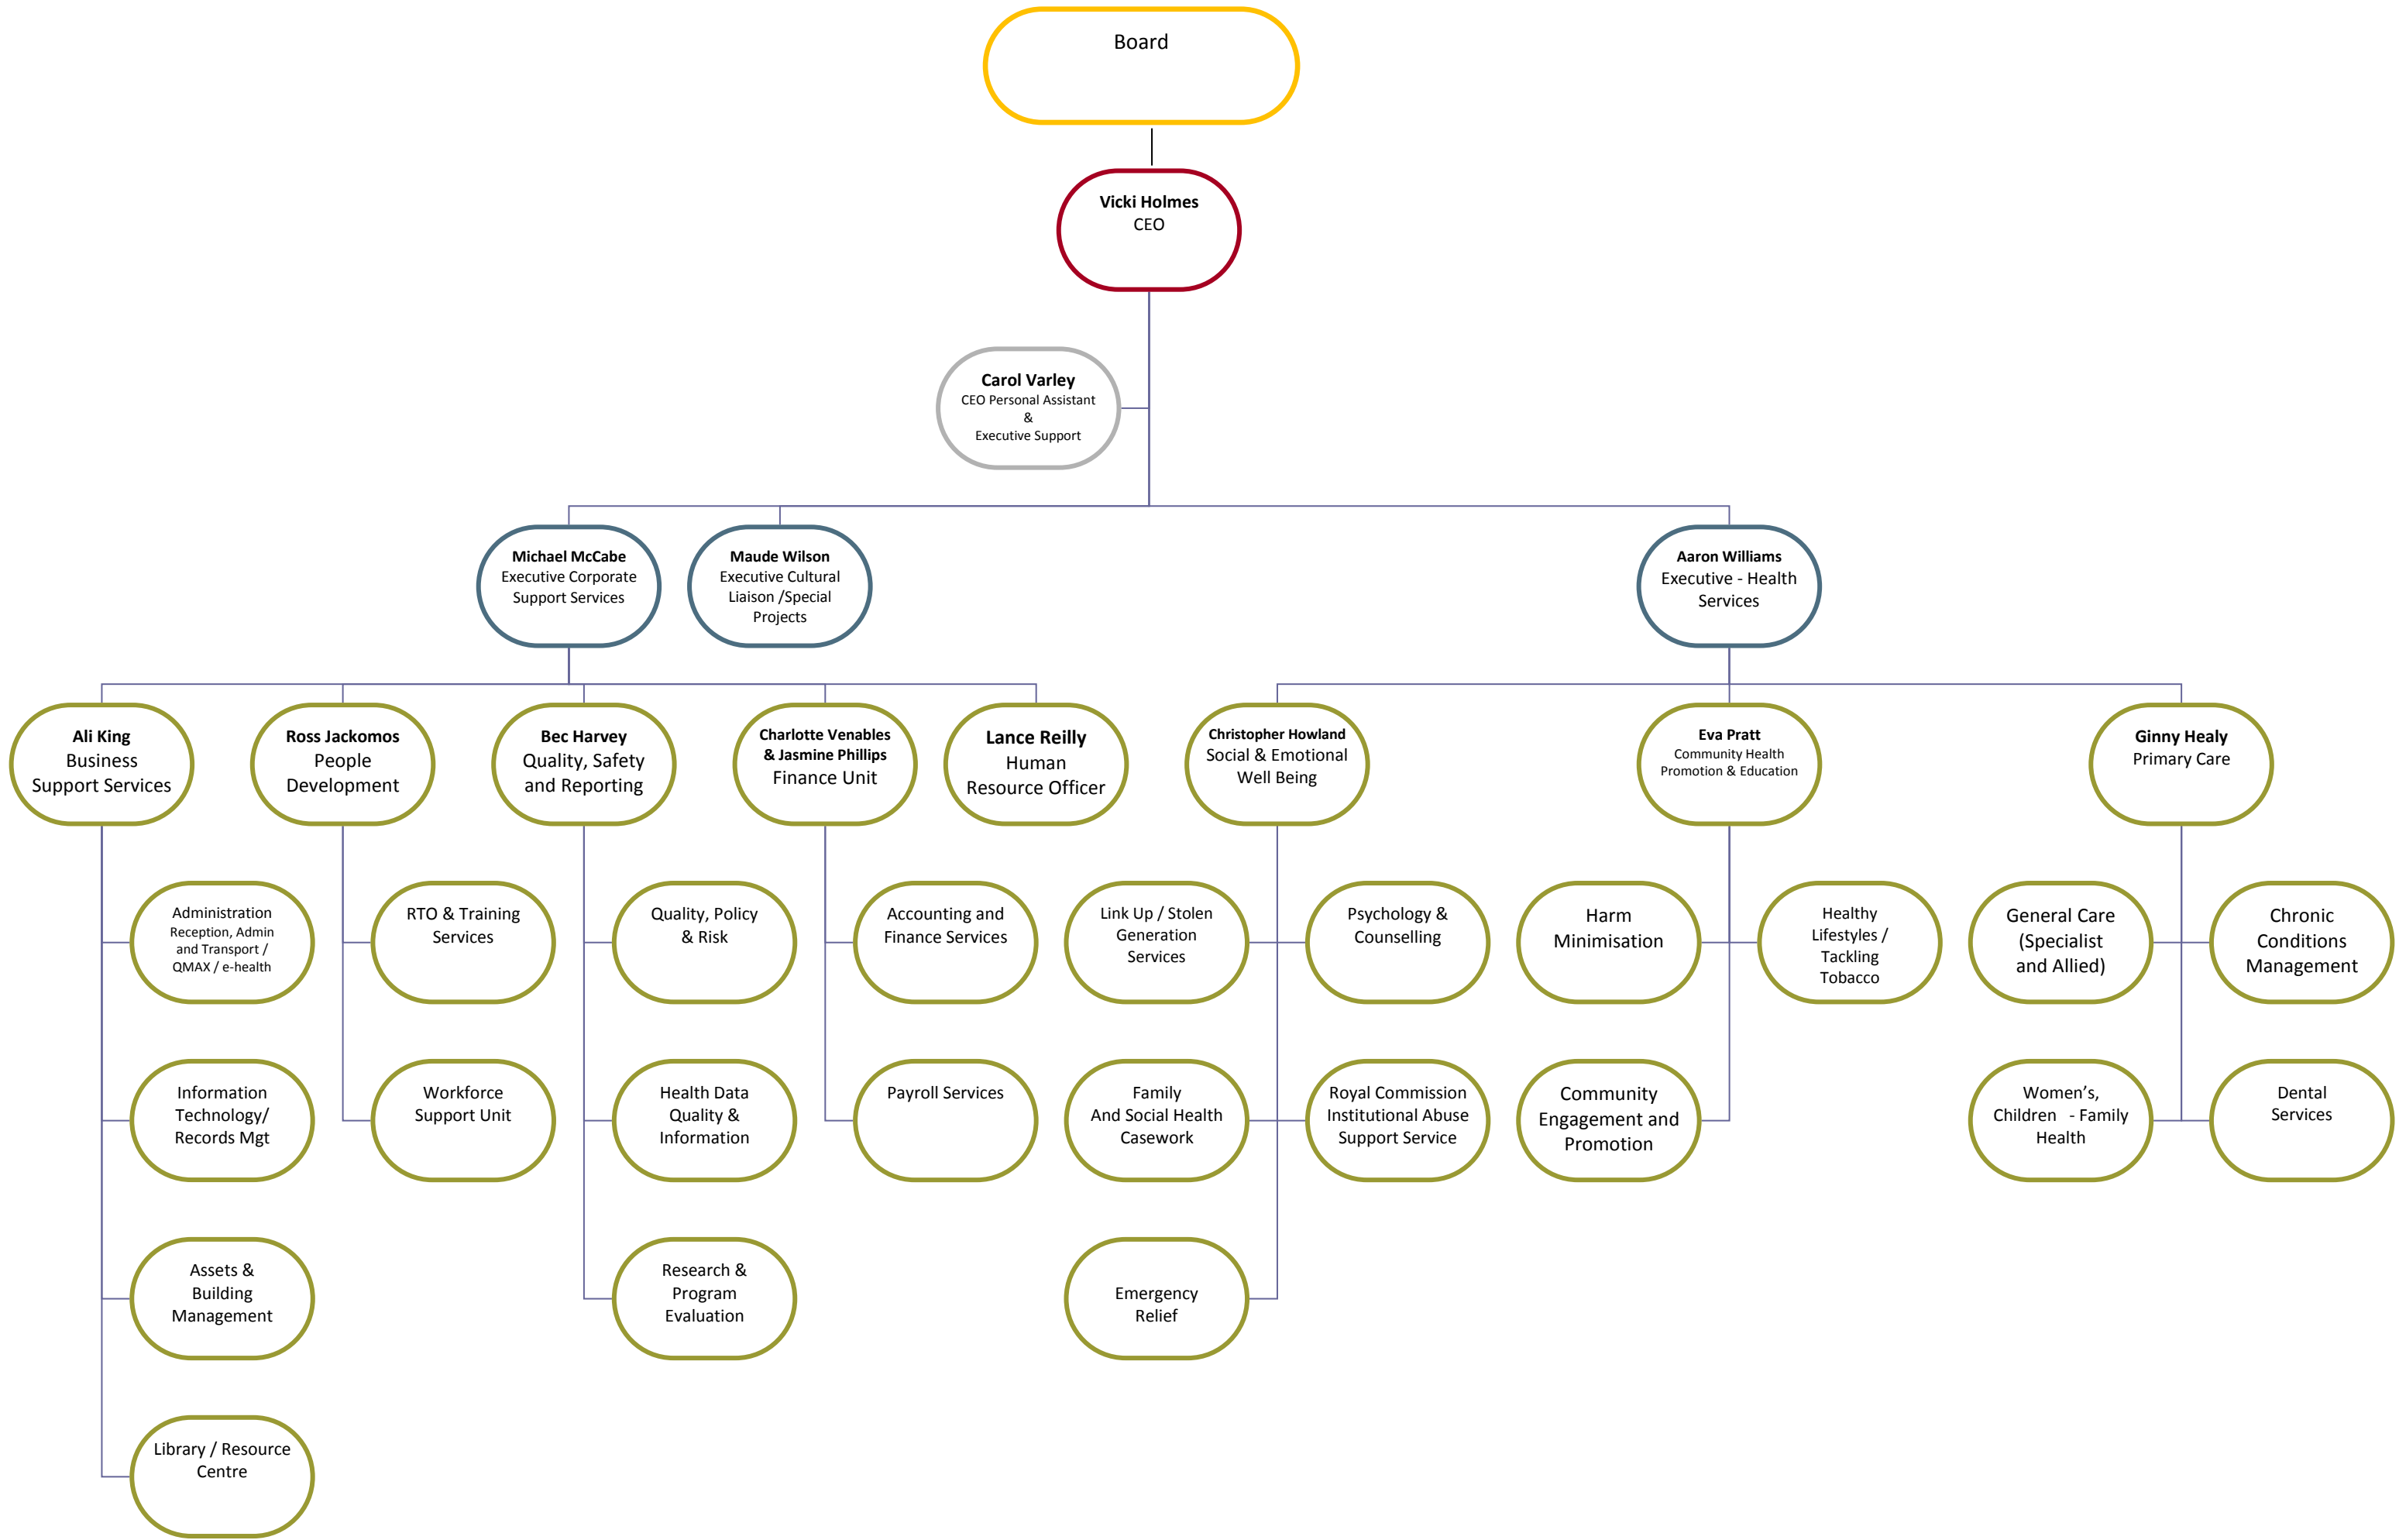 Board
Vicki Holmes
CEO
Carol Varley
CEO Personal Assistant
&
Executive Support
Michael McCabe
Executive Corporate
Support Services
Maude Wilson
Executive Cultural
Liaison /Special
Projects
Aaron Williams
Executive - Health
Services
Ali King
Business
Support Services
Ross Jackomos
People
Development
Bec Harvey
Quality, Safety
and Reporting
Charlotte Venables
& Jasmine Phillips
Finance Unit
Lance Reilly
Human
Resource Officer
Christopher Howland
Social & Emotional
Well Being
Eva Pratt
Community Health
Promotion & Education
Ginny Healy
Primary Care
Administration
Reception, Admin
and Transport /
QMAX / e-health
RTO & Training
Services
Quality, Policy
& Risk
Accounting and
Finance Services
Link Up / Stolen
Generation
Services
Psychology &
Counselling
Harm
Minimisation
Healthy
Lifestyles /
Tackling
Tobacco
General Care
(Specialist
and Allied)
Chronic
Conditions
Management
Information
Technology/
Records Mgt
Workforce
Support Unit
Health Data
Quality &
Information
Payroll Services
Family
And Social Health
Casework
Royal Commission
Institutional Abuse
Support Service
Community
Engagement and
Promotion
Women’s,
Children - Family
Health
Dental
Services
Assets &
Building
Management
Research &
Program
Evaluation
Emergency
Relief
Library / Resource
Centre